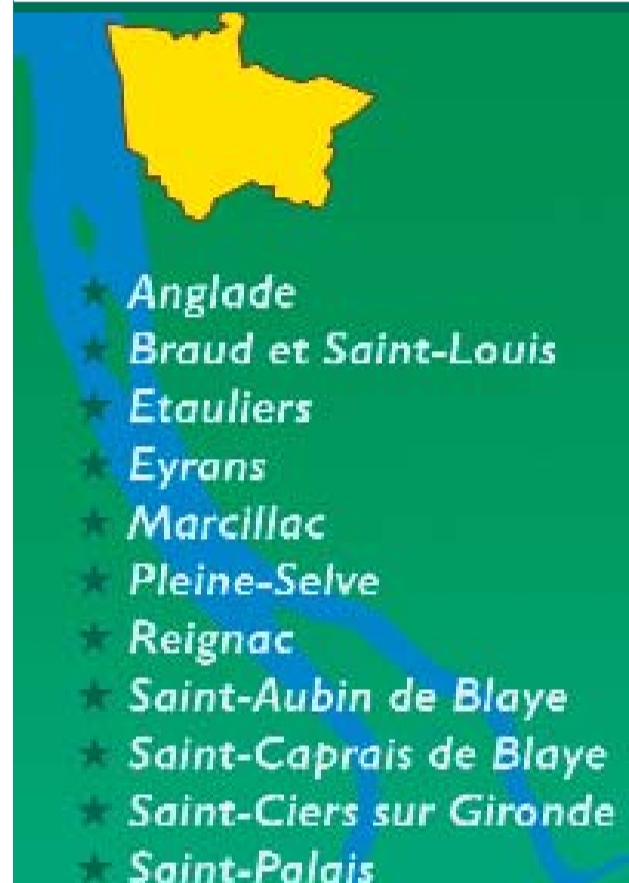 Anglade
Braud et Saint-Louis
Etauliers
Eyrans
Marcillac
Pleine-Selve
Reignac
Saint-Aubin de Blaye
Saint-Caprais de Blaye
Saint-Ciers sur Gironde
Saint-Palais